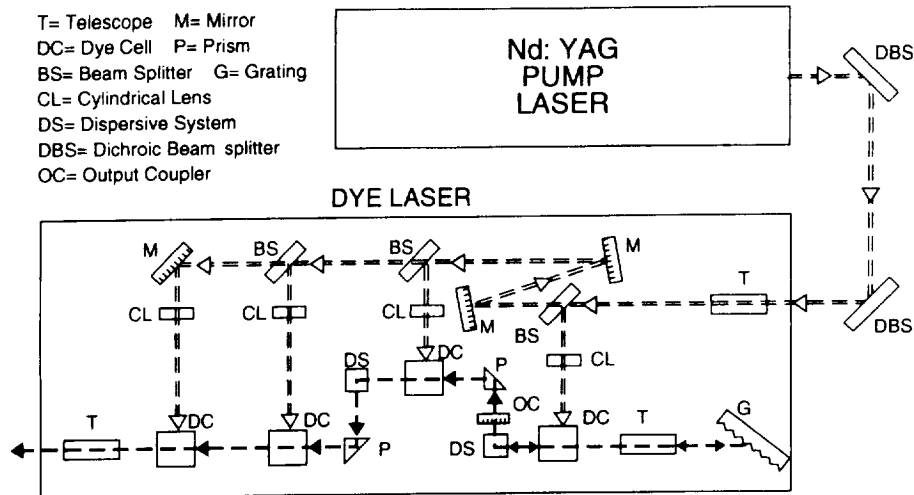 T= Telescope M= Mirror
DC= Dye Cell P= Prism
BS= Beam Splitter G= Grating
CL= Cylindrical Lens
DS= Dispersive System
DBS= Dichroic Beam splitter
OC= Output Coupler
Nd: YAG
PUMP
LASER
DBS
DYE LASER
M
BS
BS
M
T
DBS
CL
CL
CL
M
BS
CL
DS
DC
P
OC
T
DC
DC
P
DS
DC
T
G